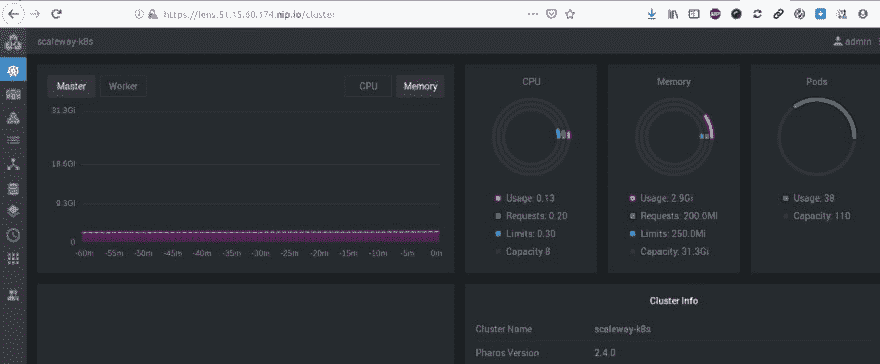 https://lens.51.15.60.174.nip.io/cluster
scaleway-k8s
admin
Master
Worker
CPU
Memory
31.3Gi
18.6Gi
9.3Gi
0
-60m -55m -50m -45m -40m -35m -30m -25m -20m -15m -10m -5m 0m
CPU
Usage: 0.13
Requests: 0.20
Limits: 0.30
Capacity 8
Memory
Usage: 2.9Gi
Requests: 200.0Mi
Limits: 250.0Mi
Capacity: 31.3Gi
Pods
Usage: 38
Capacity: 110
Cluster Info
Cluster Name scaleway-k8s
Pharos Version 2.4.0